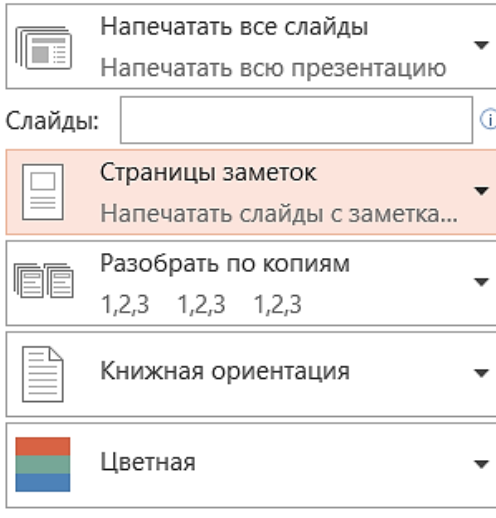 Напечатать все слайды
Напечатать всю презентацию
Слайды:
Страницы заметок
Напечатать слайды с заметка...
Разобрать по копиям
1,2,3 1,2,3 1,2,3
Книжная ориентация
Цветная